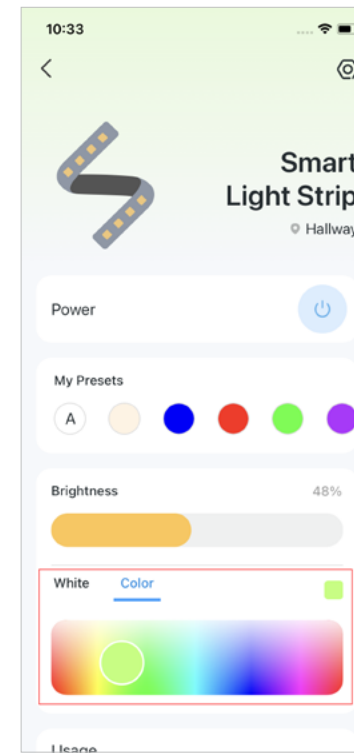 10:33
Smart
Light Strip
Hallway
Power
My Presets
A
Brightness
48%
White Color
Usage